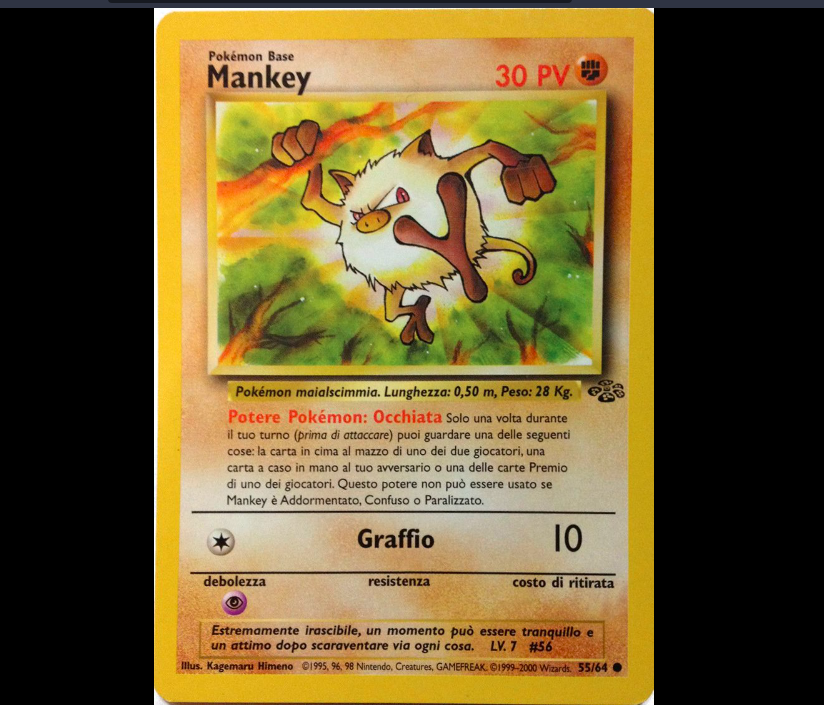 Pokémon Base
Mankey
30 PV
Pokémon maialscimmia. Lunghezza: 0,50 m, Peso: 28 Kg.
Potere Pokémon: Occhiata Solo una volta durante
il tuo turno (prima di attaccare) puoi guardare una delle seguenti
cose: la carta in cima al mazzo di uno dei due giocatori, una
carta a caso in mano al tuo avversario o una delle carte Premio
di uno dei giocatori. Questo potere non può essere usato se
Mankey è Addormentato, Confuso o Paralizzato.
Graffio 10
debolezza resistenza costo di ritirata
Estremamente irascibile, un momento può essere tranquillo e
un attimo dopo scaraventare via ogni cosa. LV. 7 #56
Illus. Kagemaru Himeno ©1995, 96, 98 Nintendo, Creatures, GAMEFREAK. ©1999-2000 Wizards. 55/64